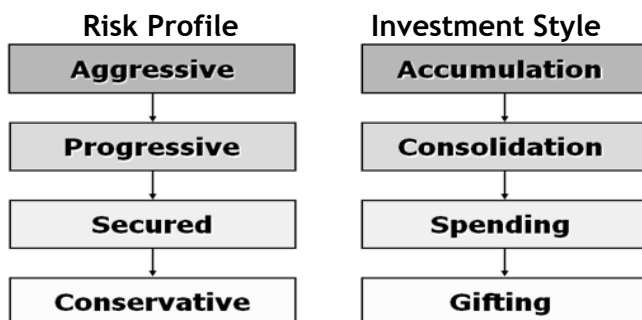 Risk Profile
Aggressive
Progressive
Secured
Conservative
Investment Style
Accumulation
Consolidation
Spending
Gifting